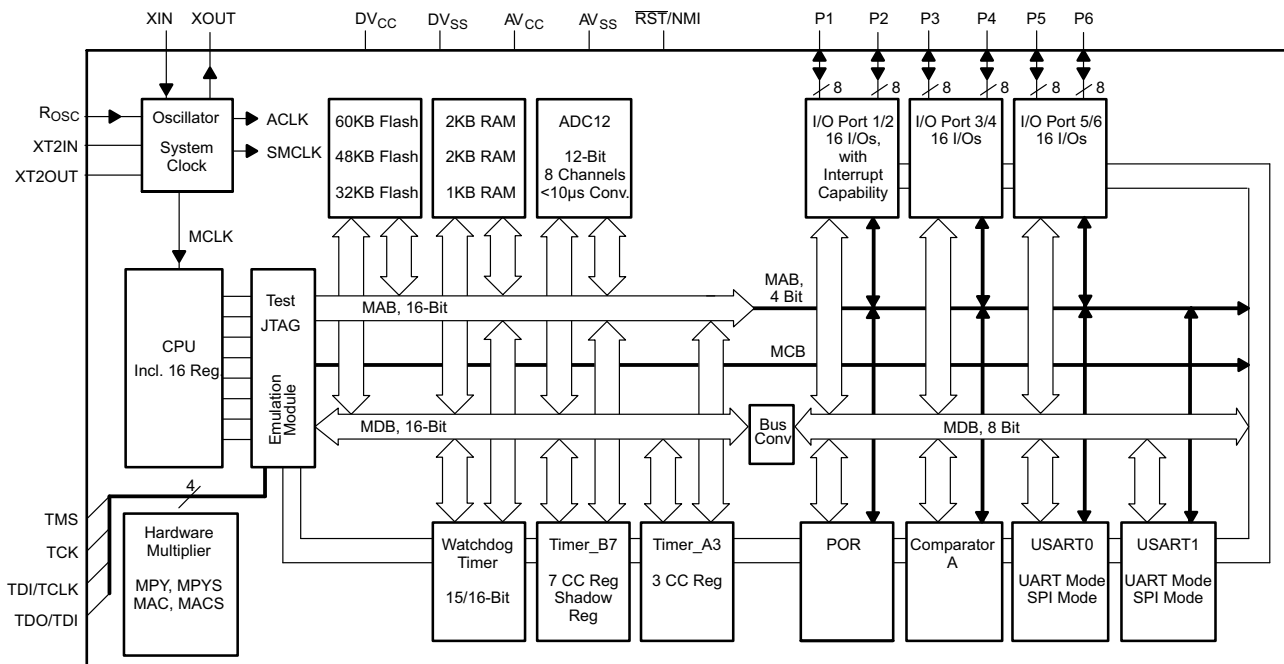 XIN XOUT DVCC DVSS AVCC AVSS RST/NMI P1 P2 P3 P4 P5 P6
8 8 8 8 8 8
ROSC
XT2IN
XT2OUT
Oscillator
System
Clock
ACLK
SMCLK
MCLK
60KB Flash
48KB Flash
32KB Flash
2KB RAM
2KB RAM
1KB RAM
ADC12
12-Bit
8 Channels
<10µs Conv.
I/O Port 1/2
16 I/Os,
with
Interrupt
Capability
I/O Port 3/4
16 I/Os
I/O Port 5/6
16 I/Os
CPU
Incl. 16 Reg.
Test
JTAG
Emulation
Module
MAB, 16-Bit
MAB,
4 Bit
MCB
MDB, 16-Bit
Bus
Conv
MDB, 8 Bit
4
TMS
TCK
TDI/TCLK
TDO/TDI
Hardware
Multiplier
MPY, MPYS
MAC, MACS
Watchdog
Timer
15/16-Bit
Timer_B7
7 CC Reg
Shadow
Reg
Timer_A3
3 CC Reg
POR
Comparator
A
USART0
UART Mode
SPI Mode
USART1
UART Mode
SPI Mode